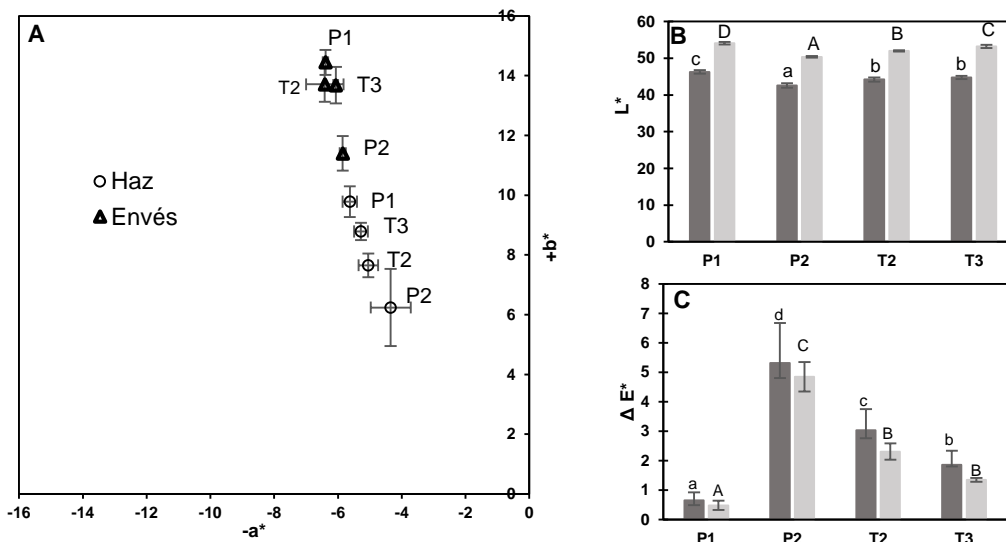 A
16
14
12
10
8
6
4
2
0
+b*
P1
T2
T3
P2
P1
T3
T2
P2
Haz
Envés
-16
-14
-12
-10
-8
-6
-4
-2
0
-a*
B
L*
60
50
40
30
20
10
0
c D
a A
b B
b C
P1 P2 T2 T3
C
Δ E*
8
7
6
5
4
3
2
1
0
a A
d C
c B
b B
P1 P2 T2 T3